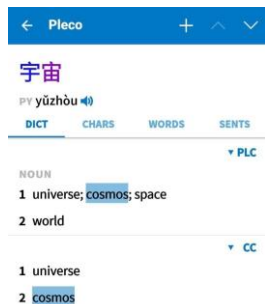 Pleco
宇宙
PY yǔzhòu
DICT CHARS WORDS SENTS
PLC
NOUN
1 universe; cosmos; space
2 world
CC
1 universe
2 cosmos